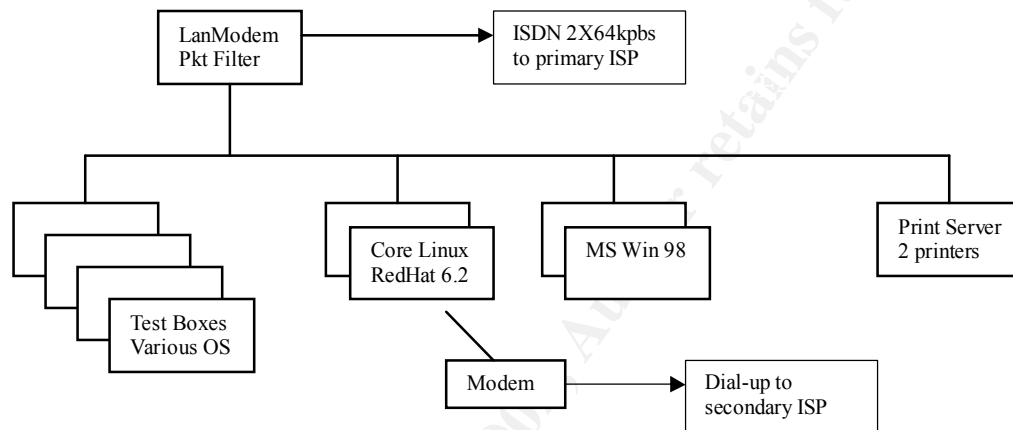 LanModem
Pkt Filter
ISDN 2X64kpbs
to primary ISP
Core Linux
RedHat 6.2
MS Win 98
Print Server
2 printers
Test Boxes
Various OS
Modem
Dial-up to
secondary ISP
retains